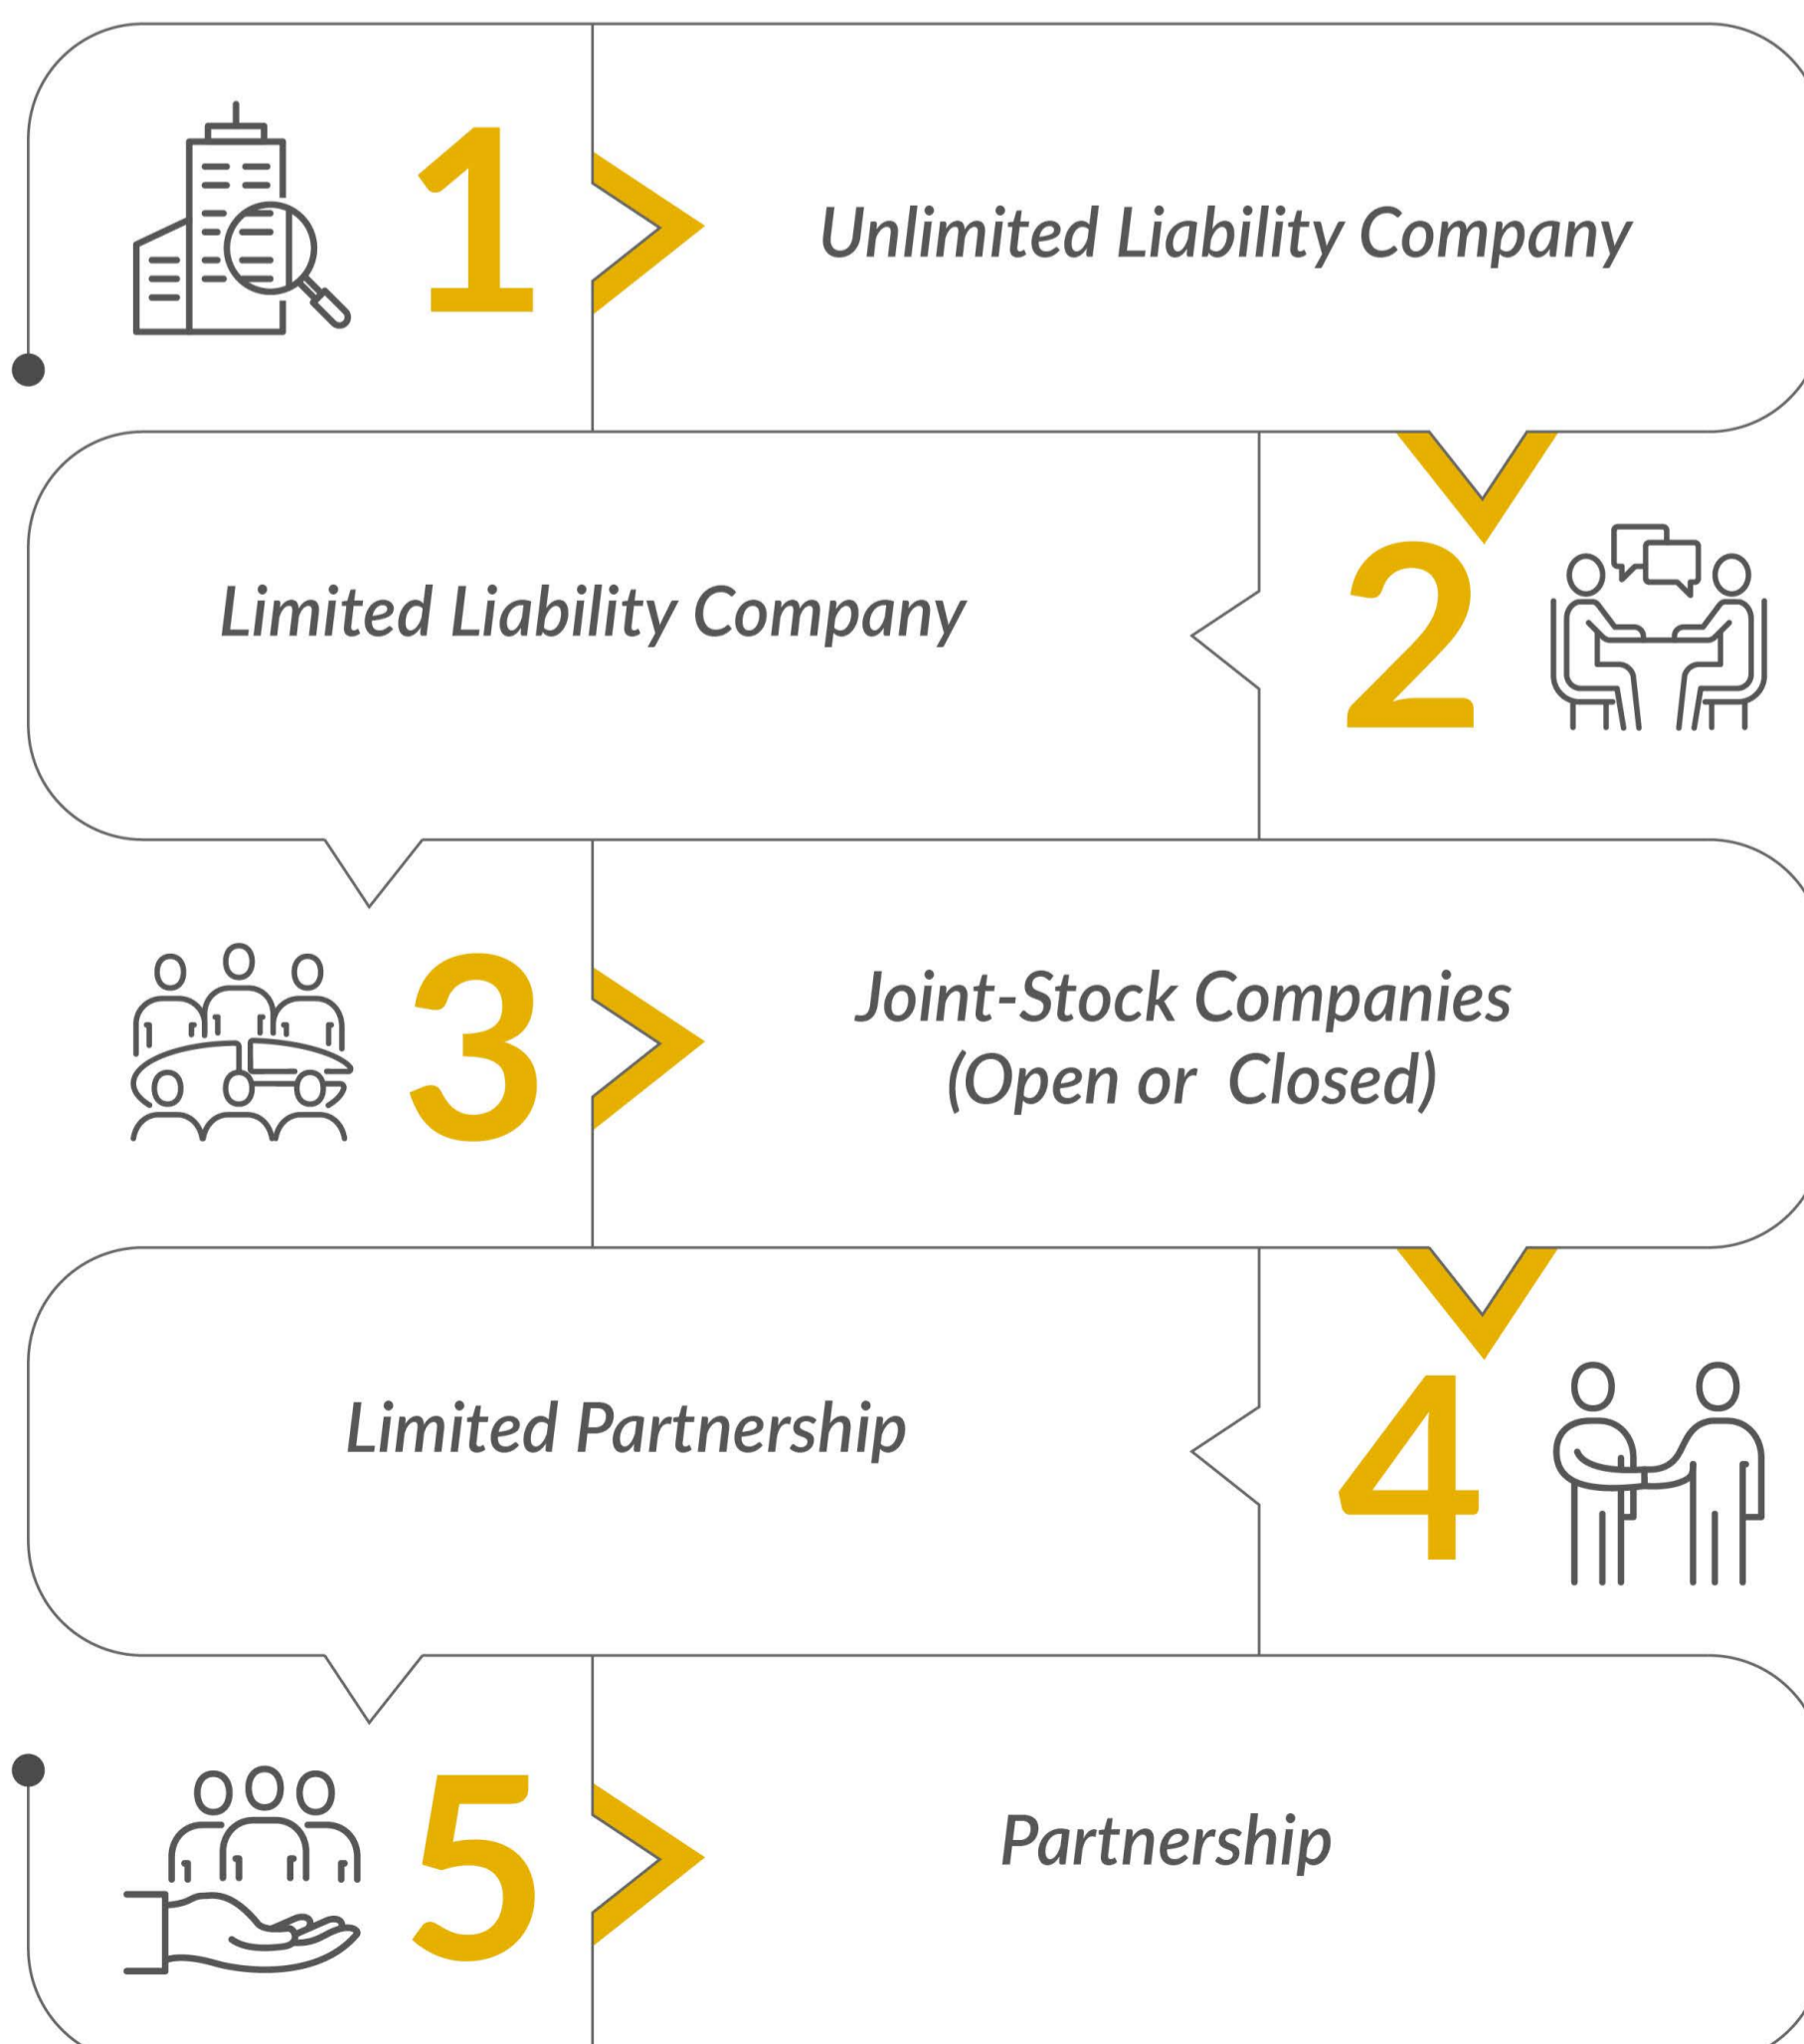 1
Unlimited Liability Company
Limited Liability Company
2
3
Joint-Stock Companies
(Open or Closed)
Limited Partnership
4
5
Partnership